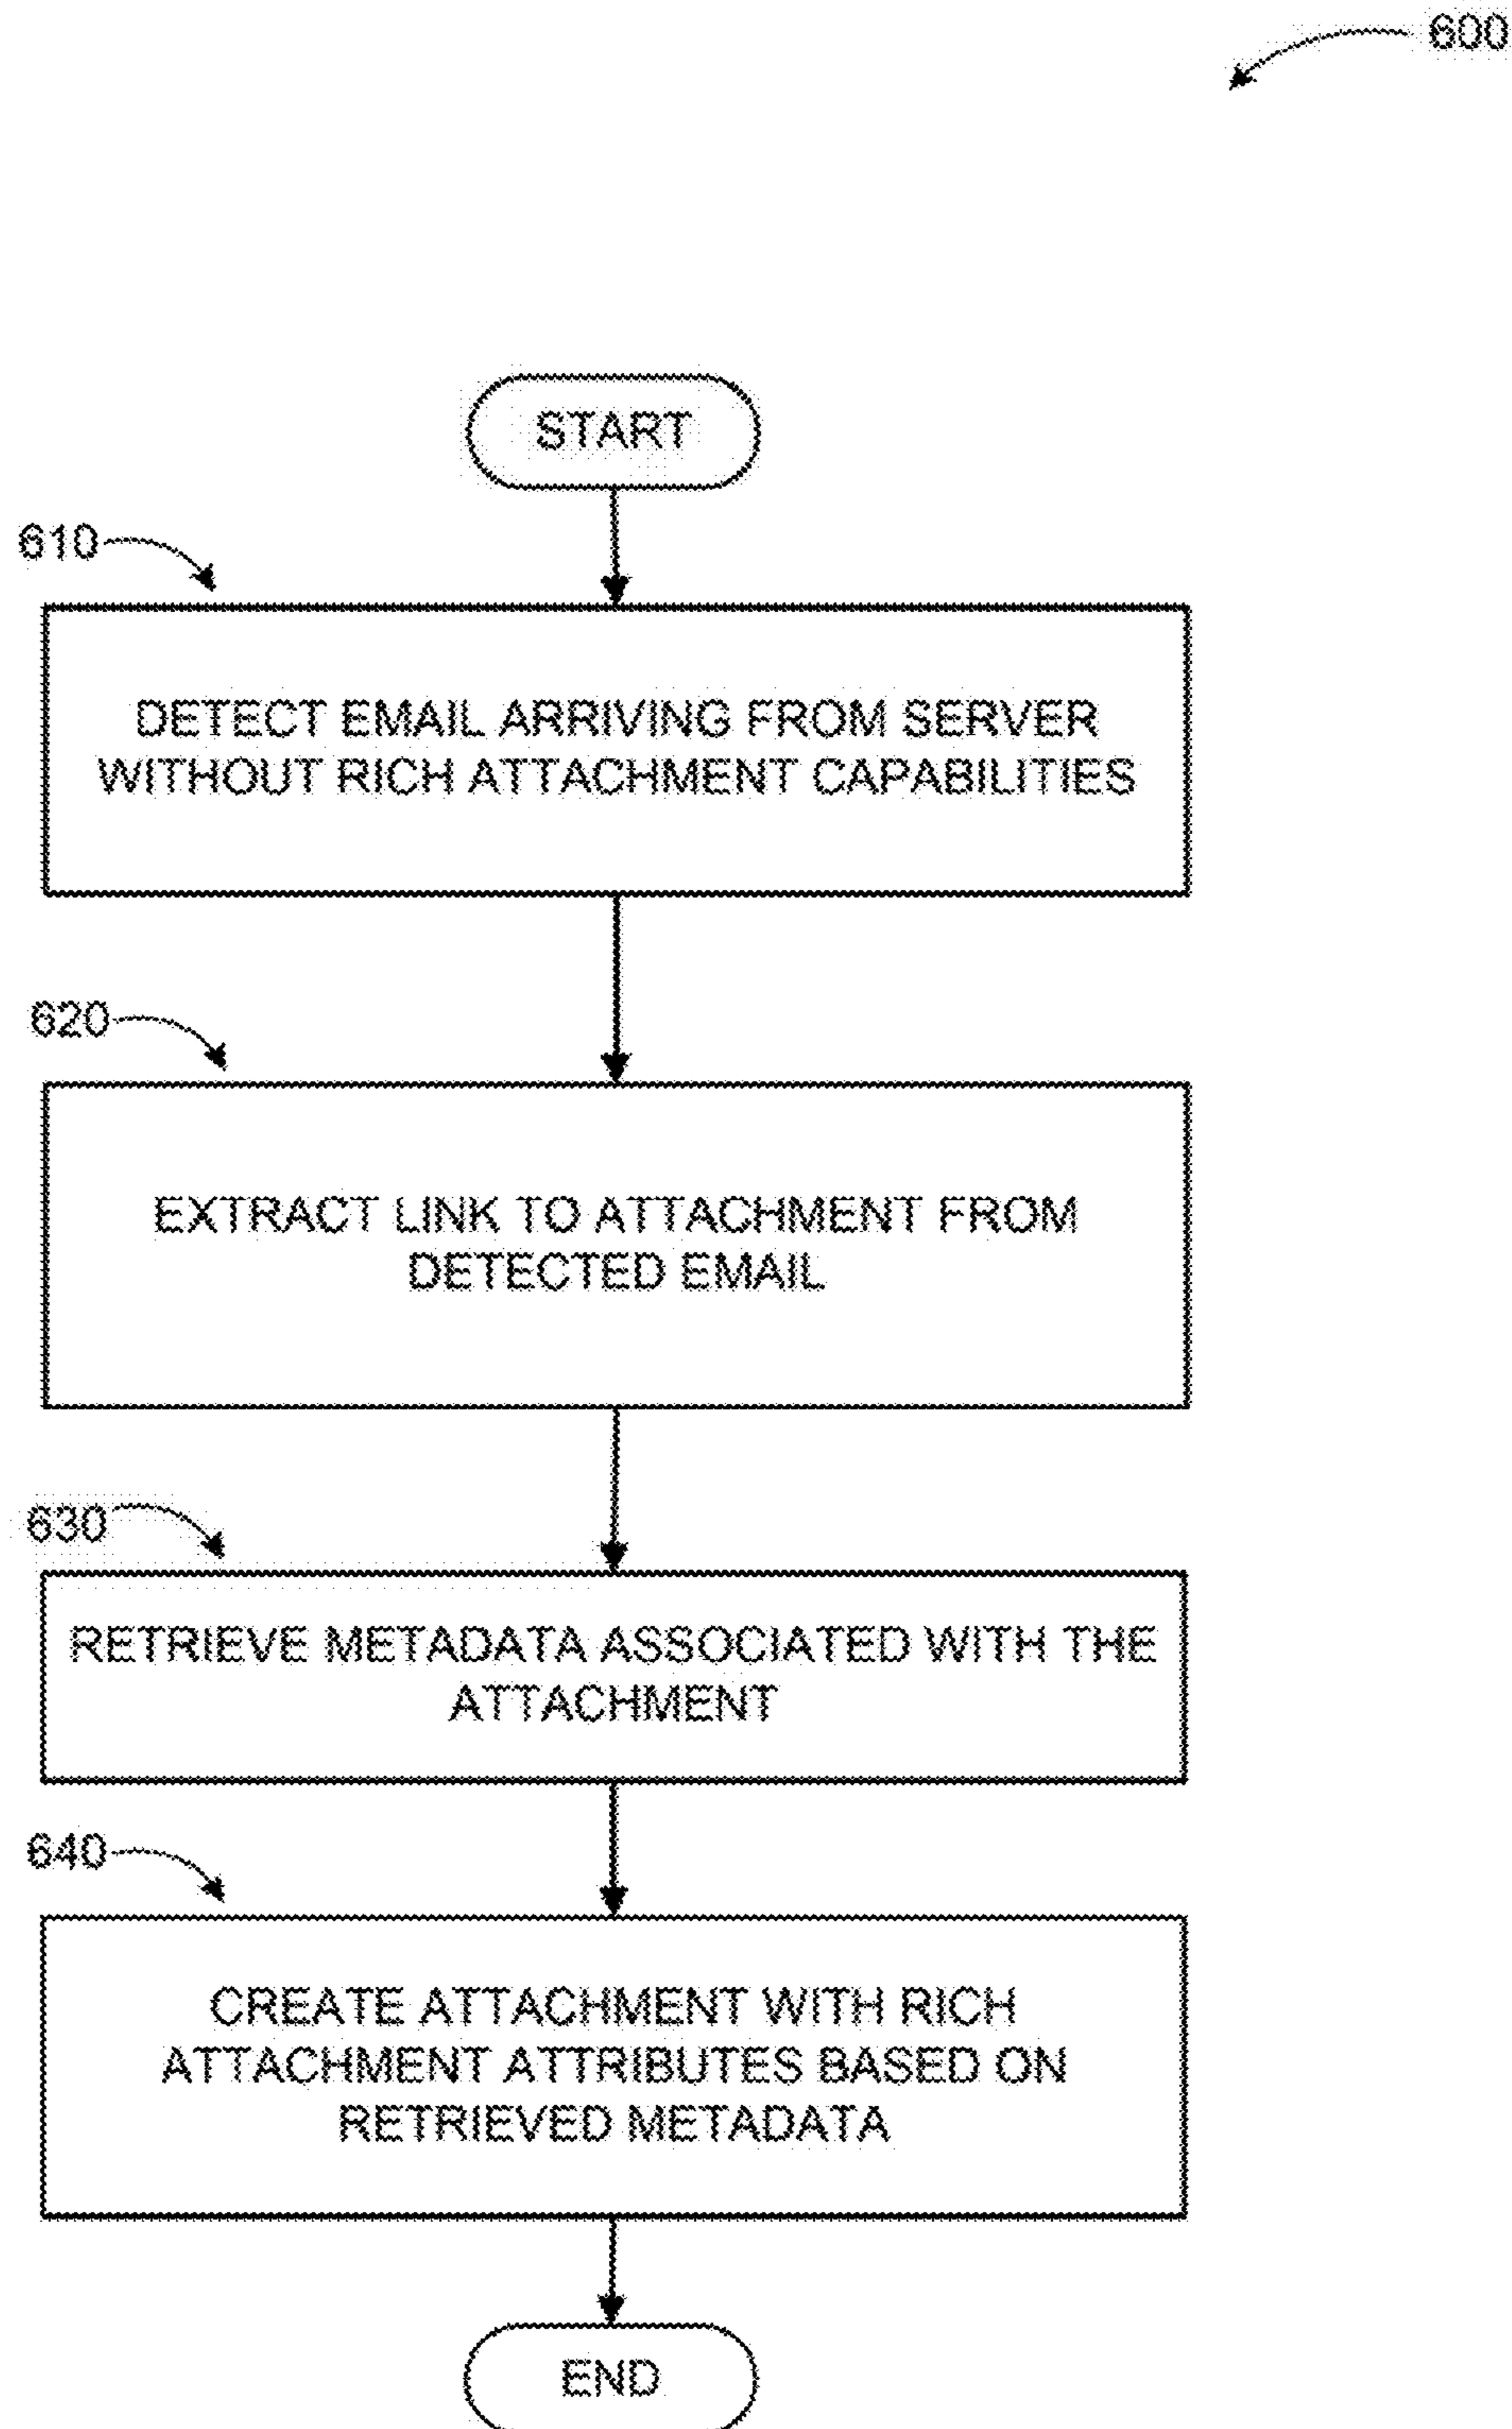 600
START
610
DETECT EMAIL ARRIVING FROM SERVER
WITHOUT RICH ATTACHMENT CAPABILITIES
620
EXTRACT LINK TO ATTACHMENT FROM
DETECTED EMAIL
630
RETRIEVE METADATA ASSOCIATED WITH THE
ATTACHMENT
640
CREATE ATTACHMENT WITH RICH
ATTACHMENT ATTRIBUTES BASED ON
RETRIEVED METADATA
END